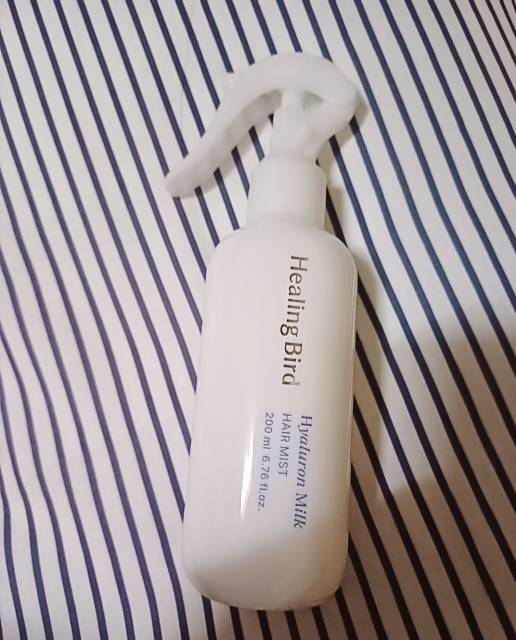 Healing Bird
Hyaluron Milk
HAIR MIST
200 ml 6.76 fl.oz.